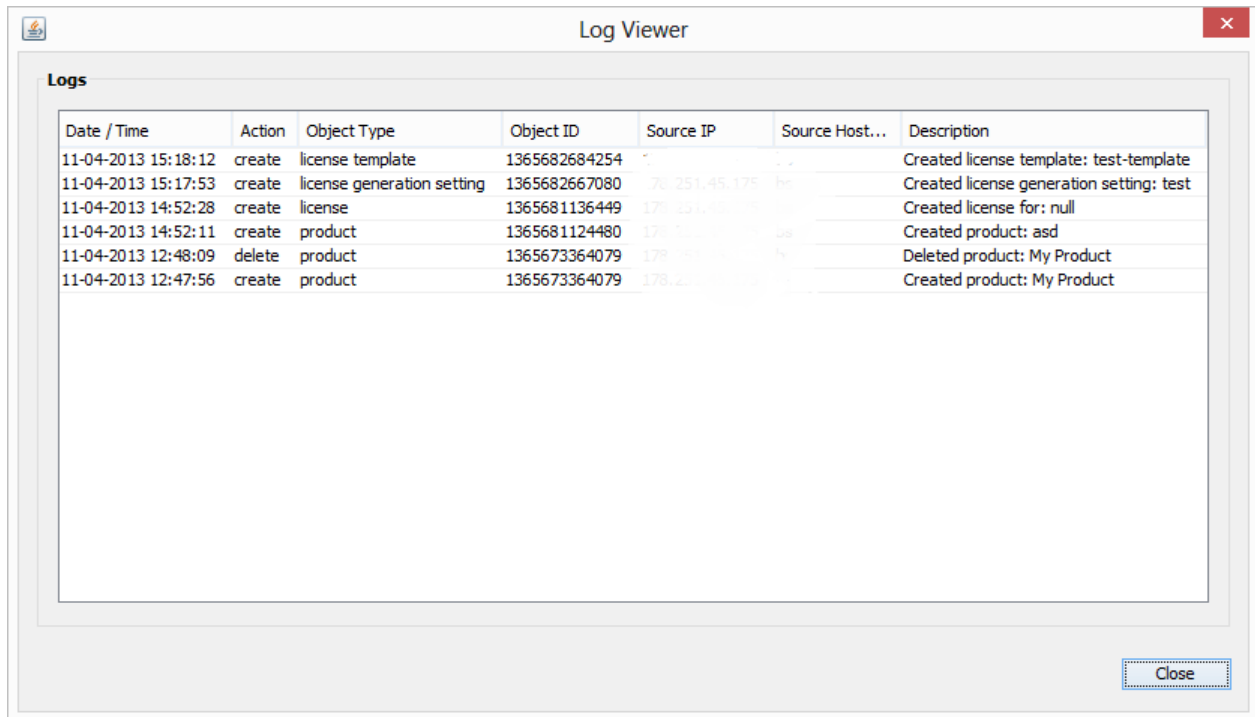 Log Viewer
Logs
Date / Time Action Object Type Object ID Source IP Source Host... Description
11-04-2013 15:18:12 create license template 1365682684254 Created license template: test-template
11-04-2013 15:17:53 create license generation setting 1365682667080 Created license generation setting: test
11-04-2013 14:52:28 create license 1365681136449 Created license for: null
11-04-2013 14:52:11 create product 1365681124480 Created product: asd
11-04-2013 12:48:09 delete product 1365673364079 Deleted product: My Product
11-04-2013 12:47:56 create product 1365673364079 Created product: My Product
Close